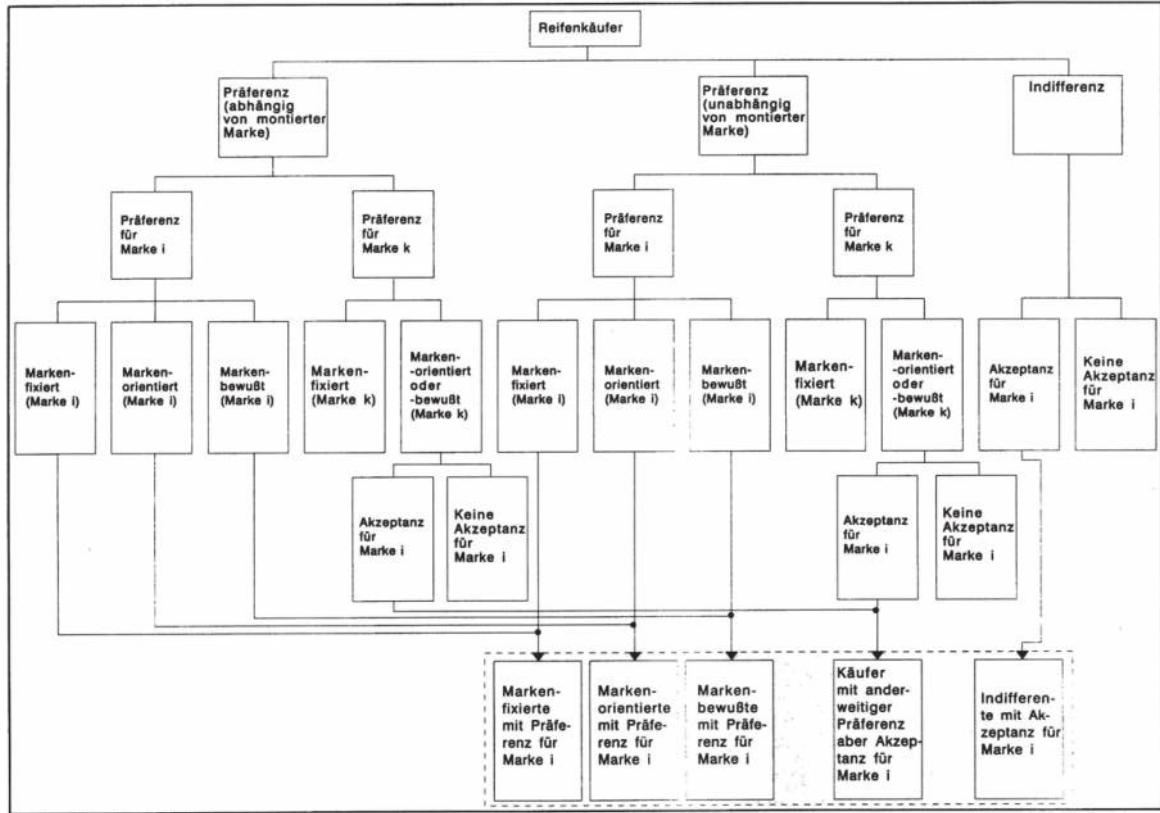 Reifenkäufer
Präferenz
(abhängig
von montierter
Marke)
Präferenz
(unabhängig
von montierter
Marke)
Indifferenz
Präferenz
für
Marke i
Präferenz
für
Marke k
Präferenz
für
Marke i
Präferenz
für
Marke k
Marken-
fixiert
(Marke i)
Marken-
orientiert
(Marke i)
Marken-
bewußt
(Marke i)
Marken-
fixiert
(Marke k)
Marken-
-orientiert
oder
-bewußt
(Marke k)
Marken-
fixiert
(Marke i)
Marken-
orientiert
(Marke i)
Marken-
bewußt
(Marke i)
Marken-
fixiert
(Marke k)
Marken-
-orientiert
oder
-bewußt
(Marke k)
Akzeptanz
für
Marke i
Keine
Akzeptanz
für
Marke i
Akzeptanz
für
Marke i
Keine
Akzeptanz
für
Marke i
Akzeptanz
für
Marke i
Keine
Akzeptanz
für
Marke i
Marken-
fixierte
mit Präfe-
renz für
Marke i
Marken-
orientierte
mit Präfe-
renz für
Marke i
Marken-
bewußte
mit Präfe-
renz für
Marke i
Käufer
mit ander-
weitiger
Präferenz
aber Akzep-
tanz für
Marke i
Indifferen-
te mit Ak-
zeptanz für
Marke i